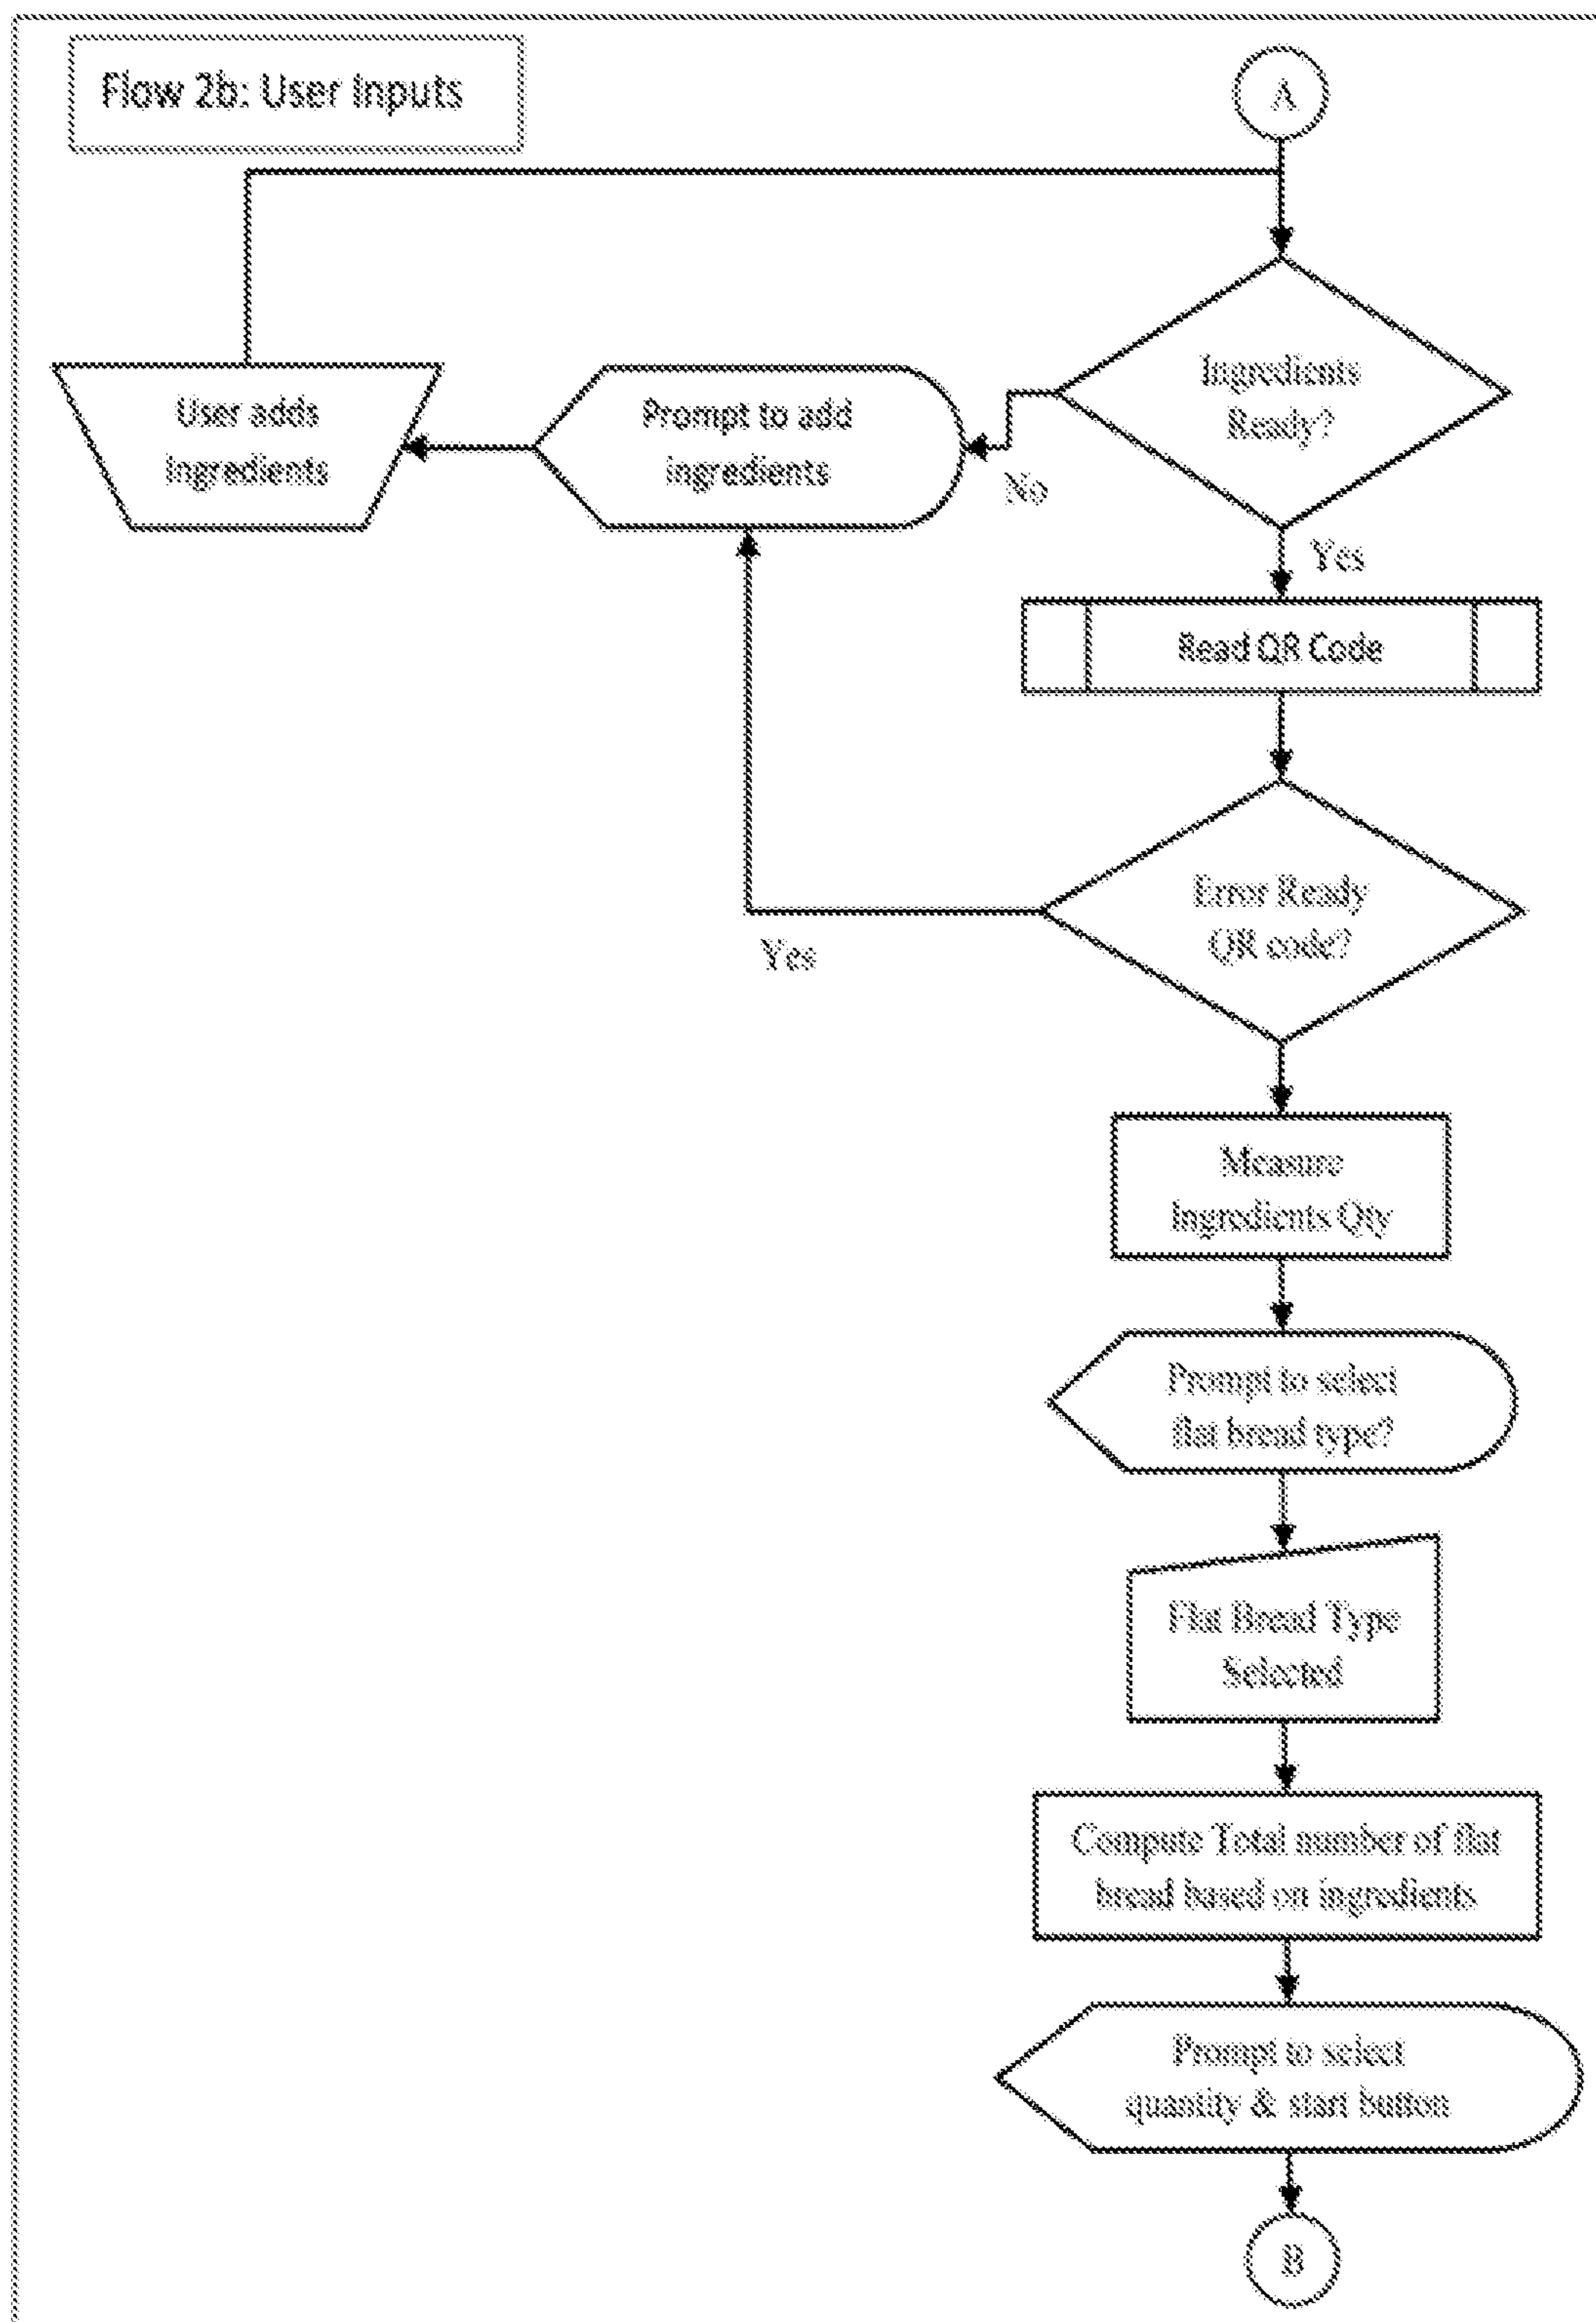 Flow 2b: User Inputs
A
Ingredients
Ready?
User adds
Ingredients
Prompt to add
ingredients
No
Yes
Read QR Code
Error Ready
QR code?
Yes
Measure
Ingredients Qty
Prompt to select
flat bread type?
Flat Bread Type
Selected
Compute Total number of flat
bread based on ingredients
Prompt to select
quantity & start button
B